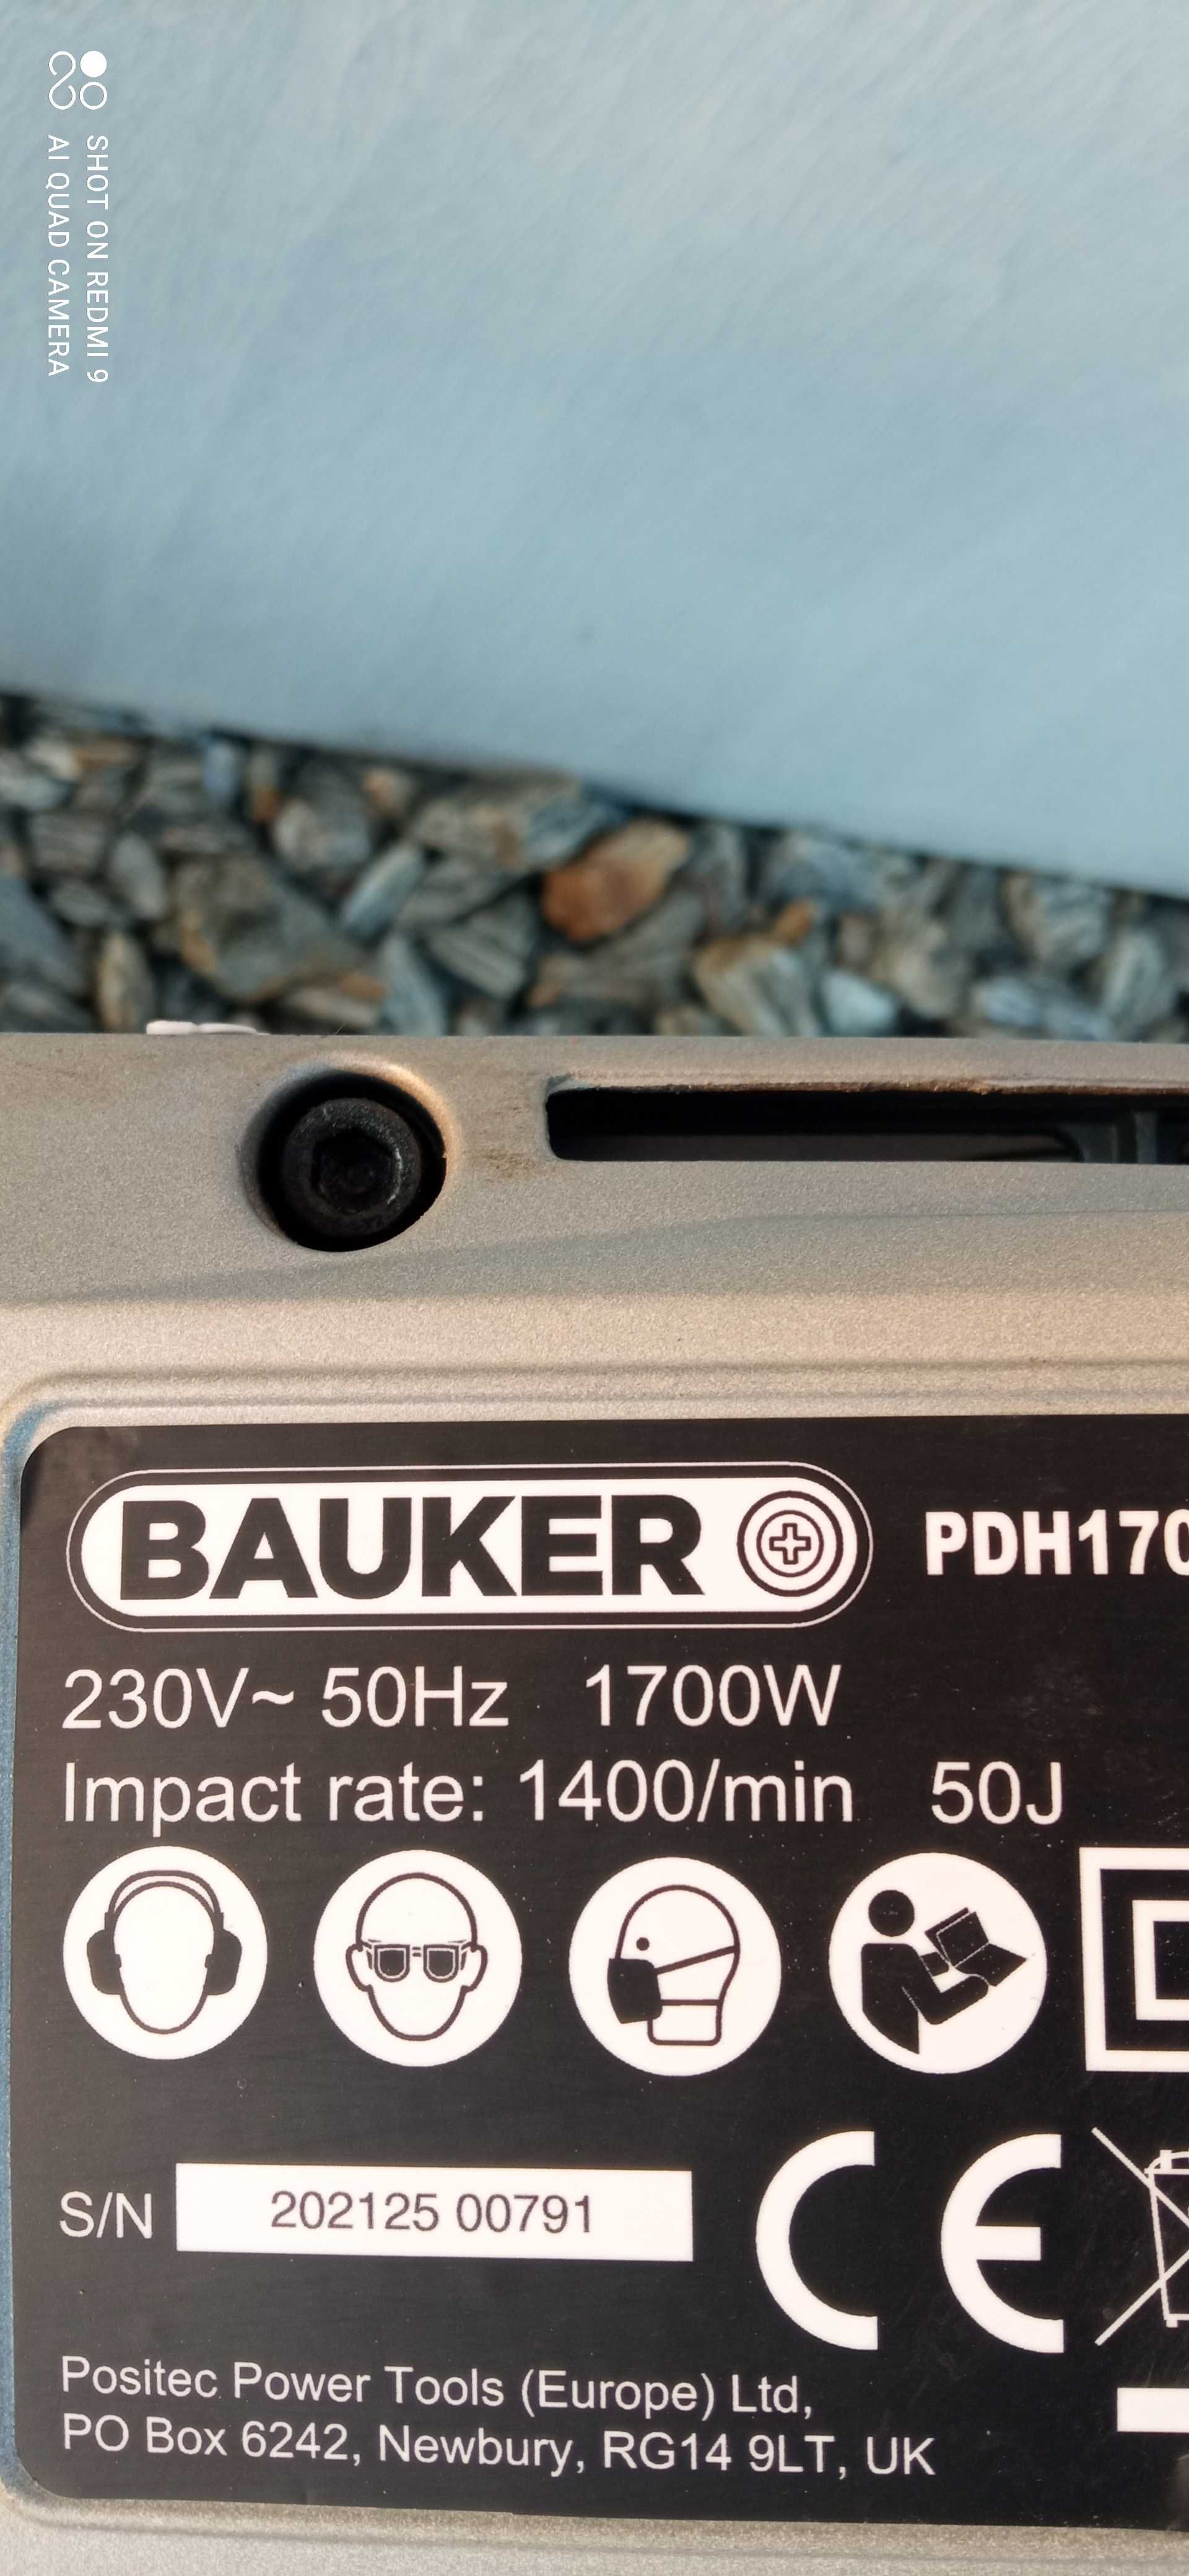 SHOT ON REDMI 9
AI QUAD CAMERA
BAUKER PDH170
230V~ 50Hz 1700W
Impact rate: 1400/min 50J
S/N 202125 00791 CE
Positec Power Tools (Europe) Ltd,
PO Box 6242, Newbury, RG14 9LT, UK